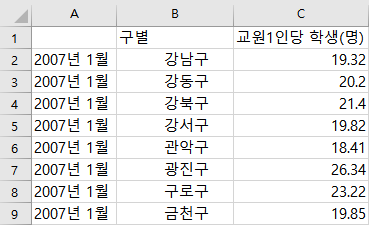 A B C
1 구별 교원1인당 학생(명)
2 2007년 1월 강남구 19.32
3 2007년 1월 강동구 20.2
4 2007년 1월 강북구 21.4
5 2007년 1월 강서구 19.82
6 2007년 1월 관악구 18.41
7 2007년 1월 광진구 26.34
8 2007년 1월 구로구 23.22
9 2007년 1월 금천구 19.85